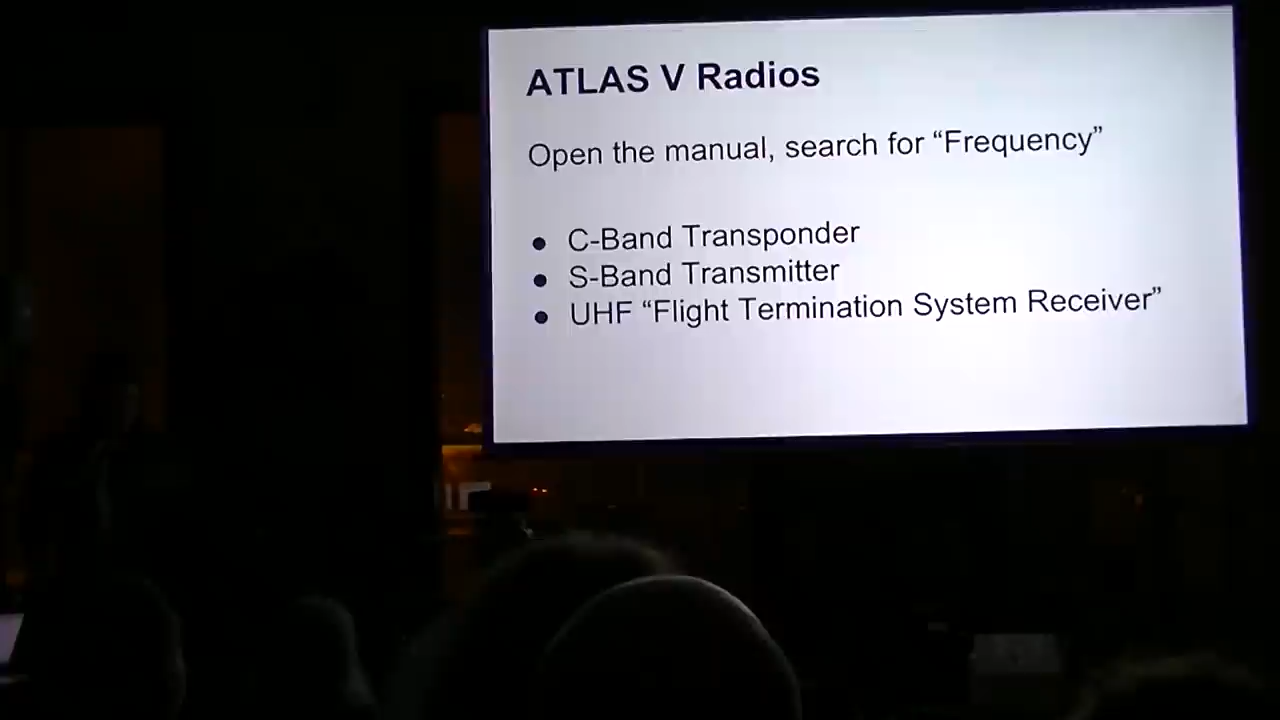 ATLAS V Radios
Open the manual, search for “Frequency”
● C-Band Transponder
● S-Band Transmitter
● UHF “Flight Termination System Receiver”